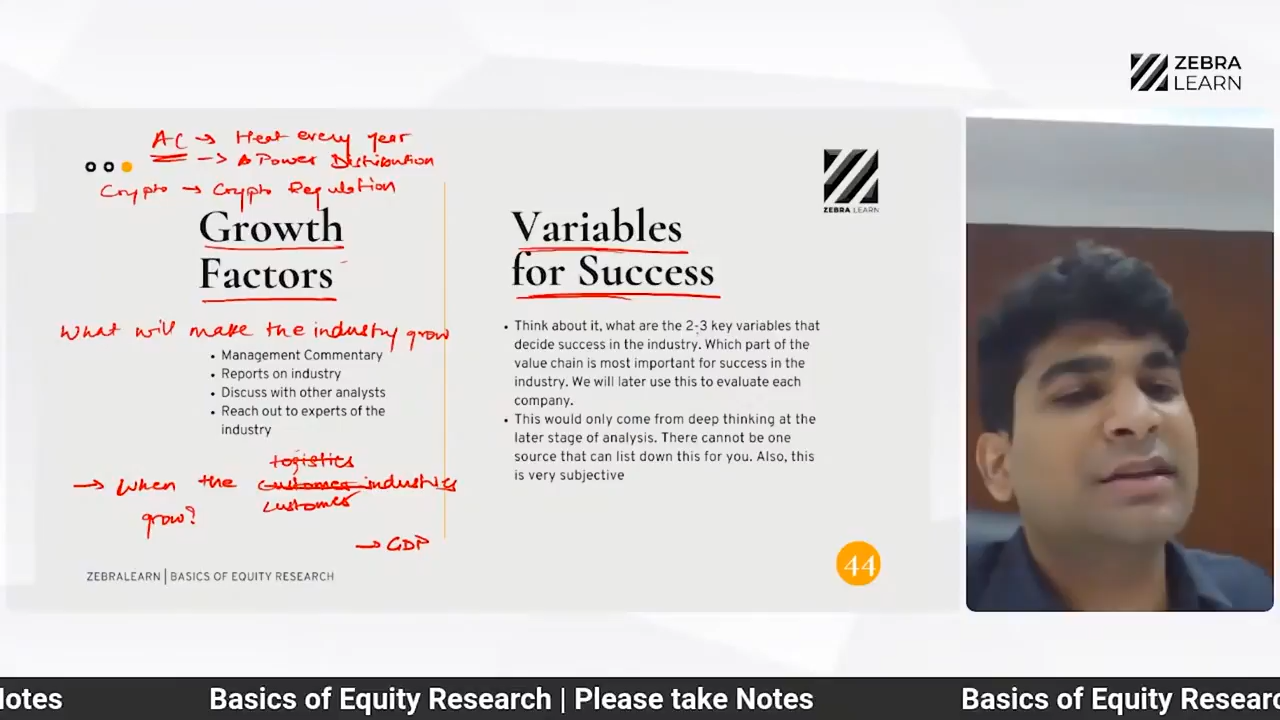 ZEBRA
LEARN
AC → Heat every year
→ Power Distribution
Crypto → Crypto Regulation
Growth
Factors
What will make the industry grow
• Management Commentary
• Reports on industry
• Discuss with other analysts
• Reach out to experts of the
industry
logistics
→ When the customer industries
customer
grow?
→ GDP
ZEBRALEARN | BASICS OF EQUITY RESEARCH
ZEBRA LEARN
Variables
for Success
• Think about it, what are the 2-3 key variables that
decide success in the industry. Which part of the
value chain is most important for success in the
industry. We will later use this to evaluate each
company.
• This would only come from deep thinking at the
later stage of analysis. There cannot be one
source that can list down this for you. Also, this
is very subjective
44
Notes Basics of Equity Research | Please take Notes Basics of Equity Researc